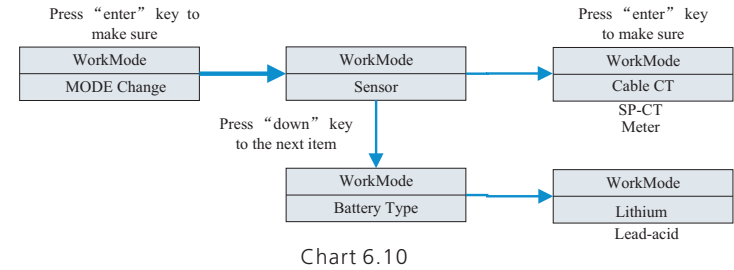 Press “enter” key to
make sure
WorkMode
MODE Change
WorkMode
Sensor
Press “enter” key
to make sure
WorkMode
Cable CT
SP-CT
Meter
Press “down” key
to the next item
WorkMode
Battery Type
WorkMode
Lithium
Lead-acid
Chart 6.10